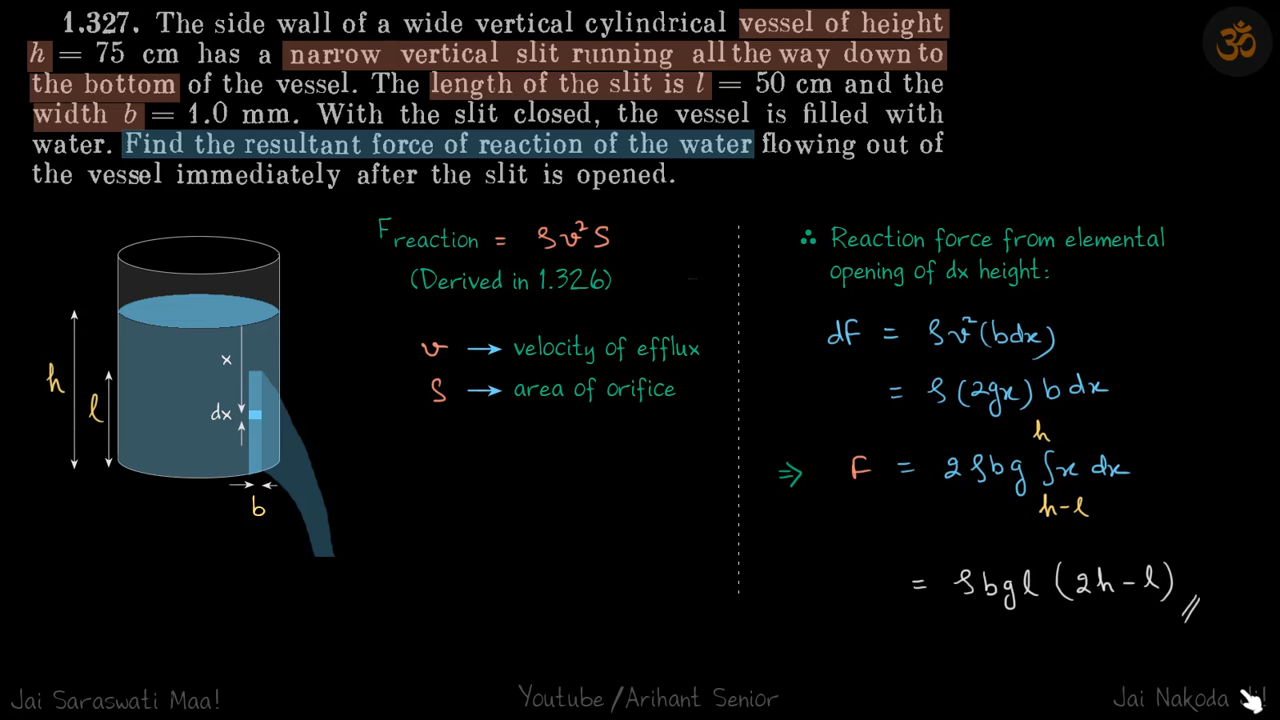 1.327. The side wall of a wide vertical cylindrical vessel of height
h = 75 cm has a narrow vertical slit running all the way down to
the bottom of the vessel. The length of the slit is l = 50 cm and the
width b = 1.0 mm. With the slit closed, the vessel is filled with
water. Find the resultant force of reaction of the water flowing out of
the vessel immediately after the slit is opened.
ॐ
h
l
x
dx
b
F reaction = ρv²S
(Derived in 1.326)
v → velocity of efflux
S → area of orifice
∴ Reaction force from elemental
opening of dx height:
dF = ρv²(bdx)
= ρ(2gx) b dx
⇒ F = 2ρbg ∫_{h-l}^{h} x dx
= ρbgl (2h - l) //
Jai Saraswati Maa!
Youtube /Arihant Senior
Jai Nakoda Ji!